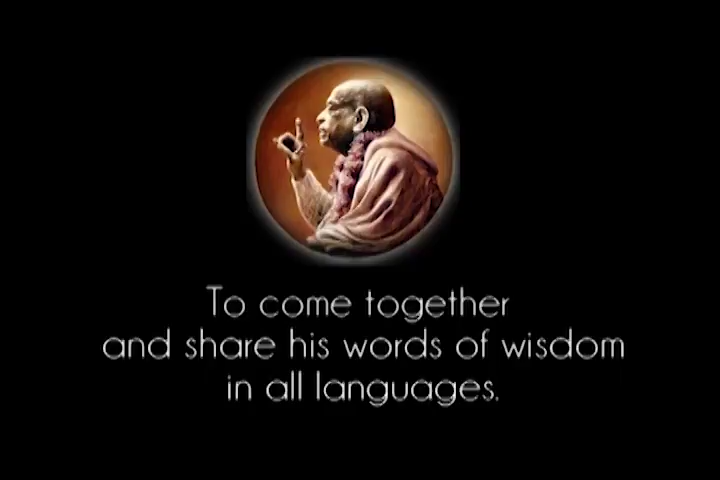 To come together
and share his words of wisdom
in all languages.